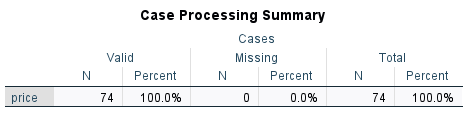 Case Processing Summary
Cases
Valid Missing Total
N Percent N Percent N Percent
price 74 100.0% 0 0.0% 74 100.0%